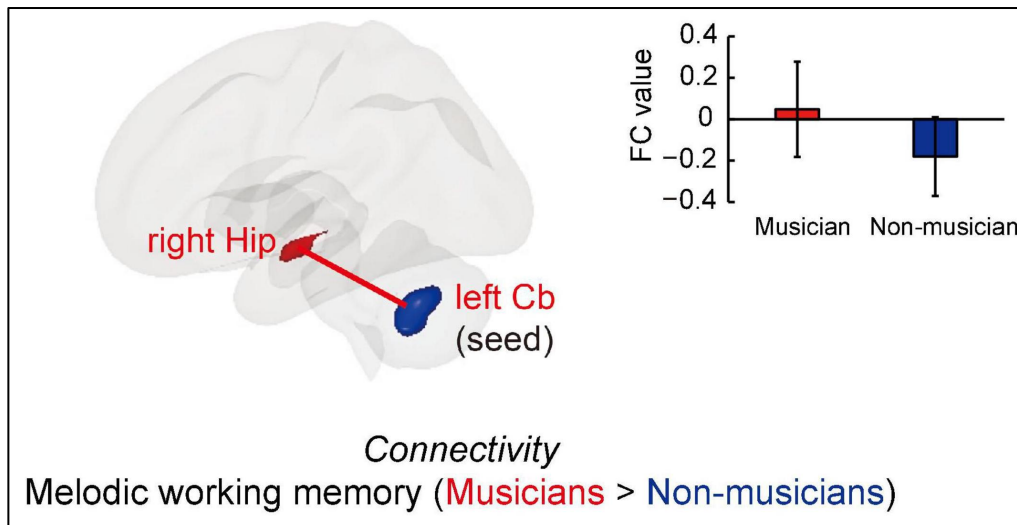 right Hip
left Cb
(seed)
FC value
0.4
0.2
0
−0.2
−0.4
Musician Non-musician
Connectivity
Melodic working memory (Musicians > Non-musicians)